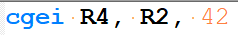 cgei R4, R2, 42